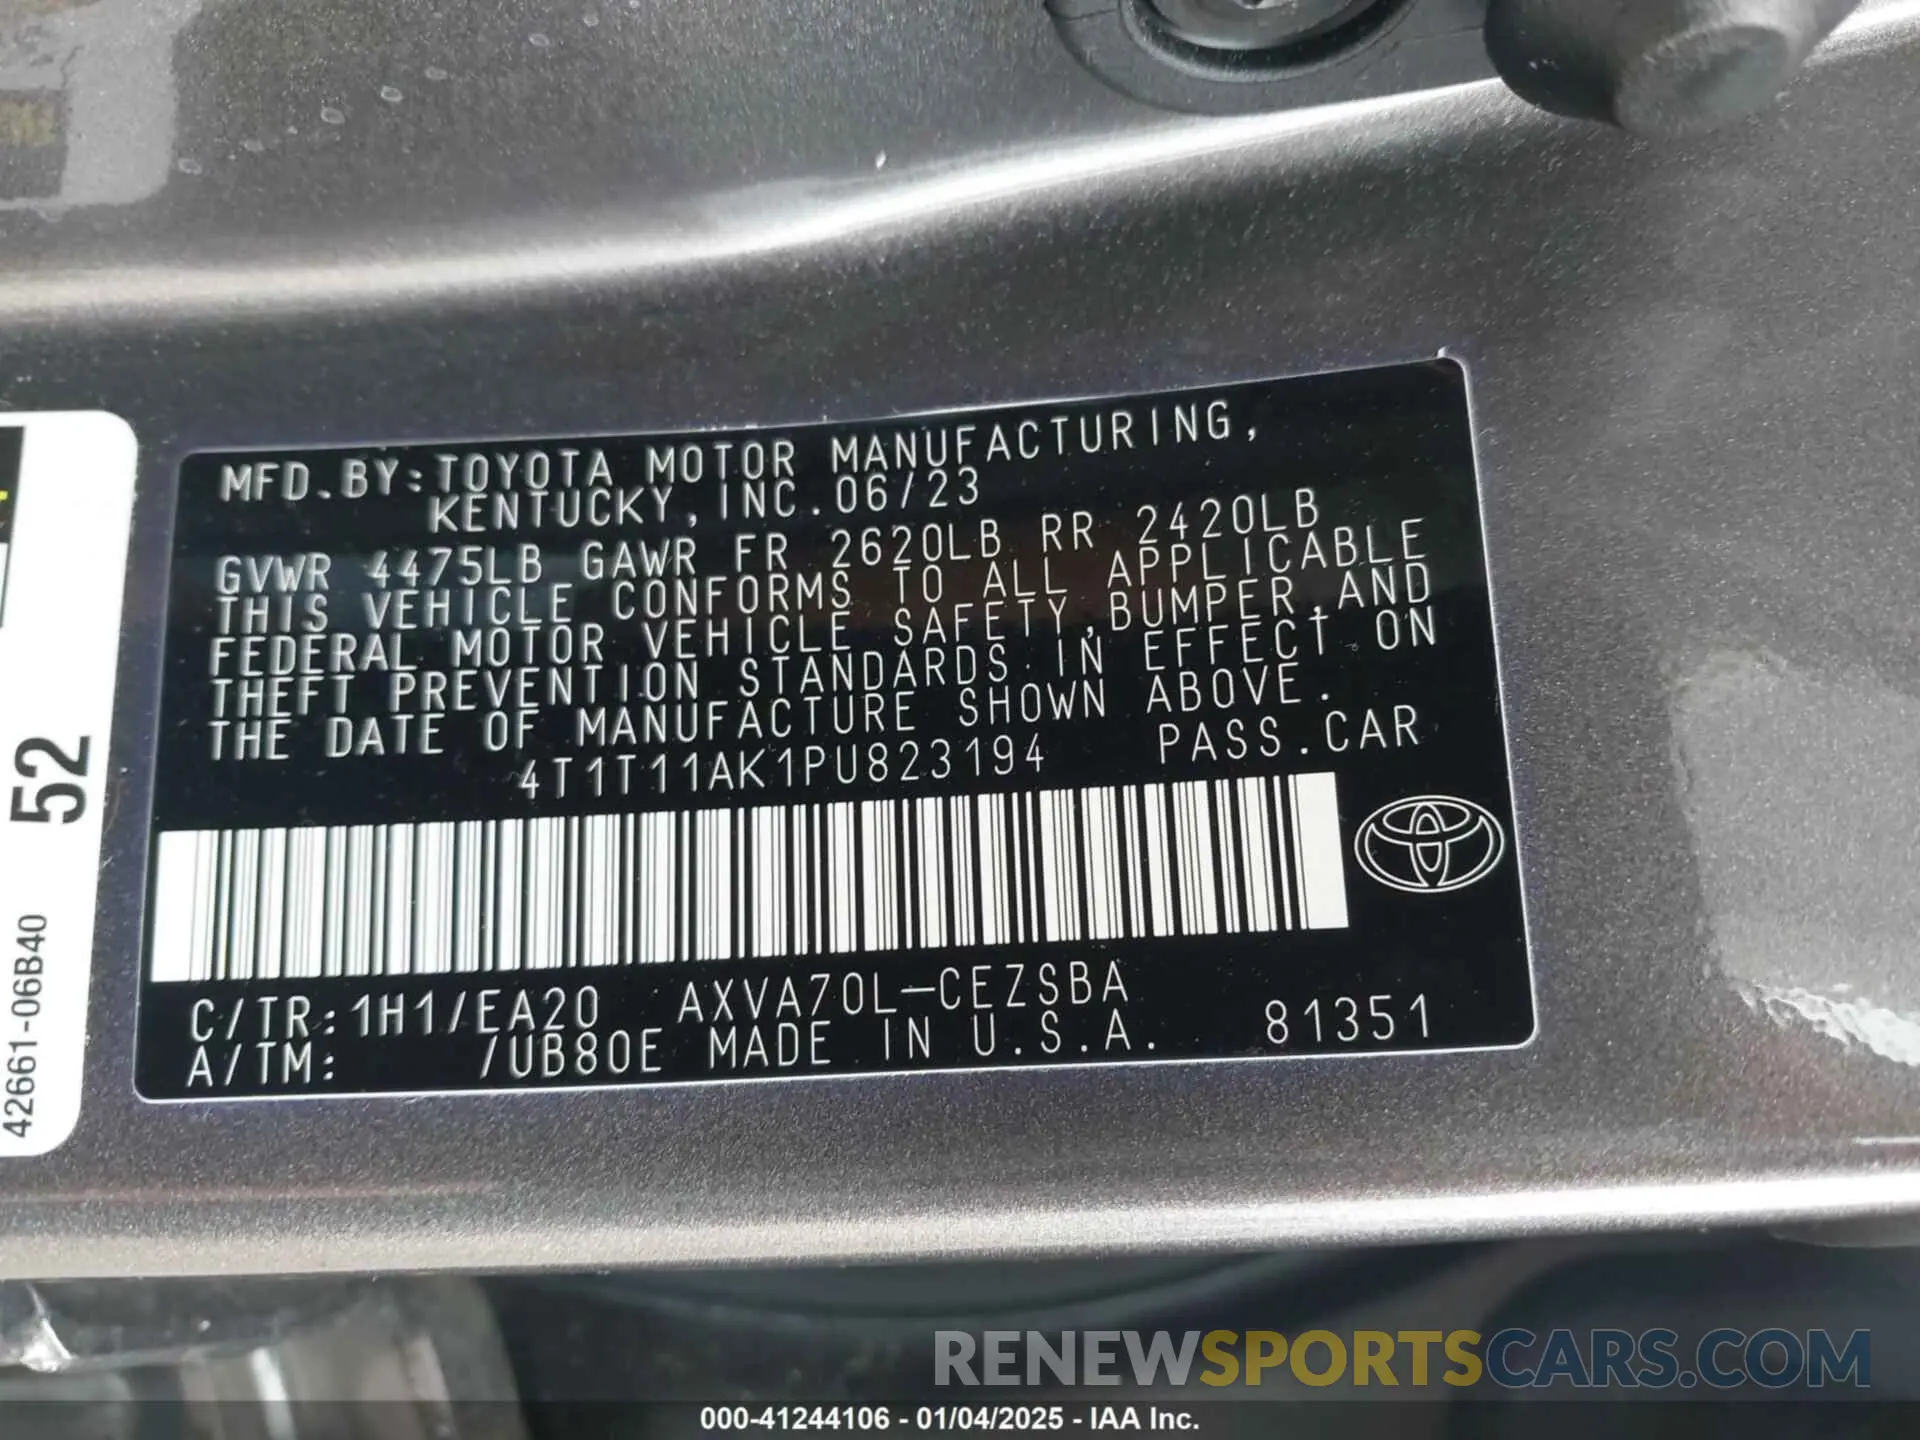 MFD.BY:TOYOTA MOTOR MANUFACTURING,
KENTUCKY,INC.06/23
GVWR 4475LB GAWR FR 2620LB RR 2420LB
THIS VEHICLE CONFORMS TO ALL APPLICABLE
FEDERAL MOTOR VEHICLE SAFETY,BUMPER,AND
THEFT PREVENTION STANDARDS IN EFFECT ON
THE DATE OF MANUFACTURE SHOWN ABOVE.
4T1T11AK1PU823194 PASS.CAR
C/TR:1H1/EA20 AXVA70L-CEZSBA
A/TM: /UB80E MADE IN U.S.A. 81351
52
42661-06B40
RENEWSPORTSCARS.COM
000-41244106 - 01/04/2025 - IAA Inc.